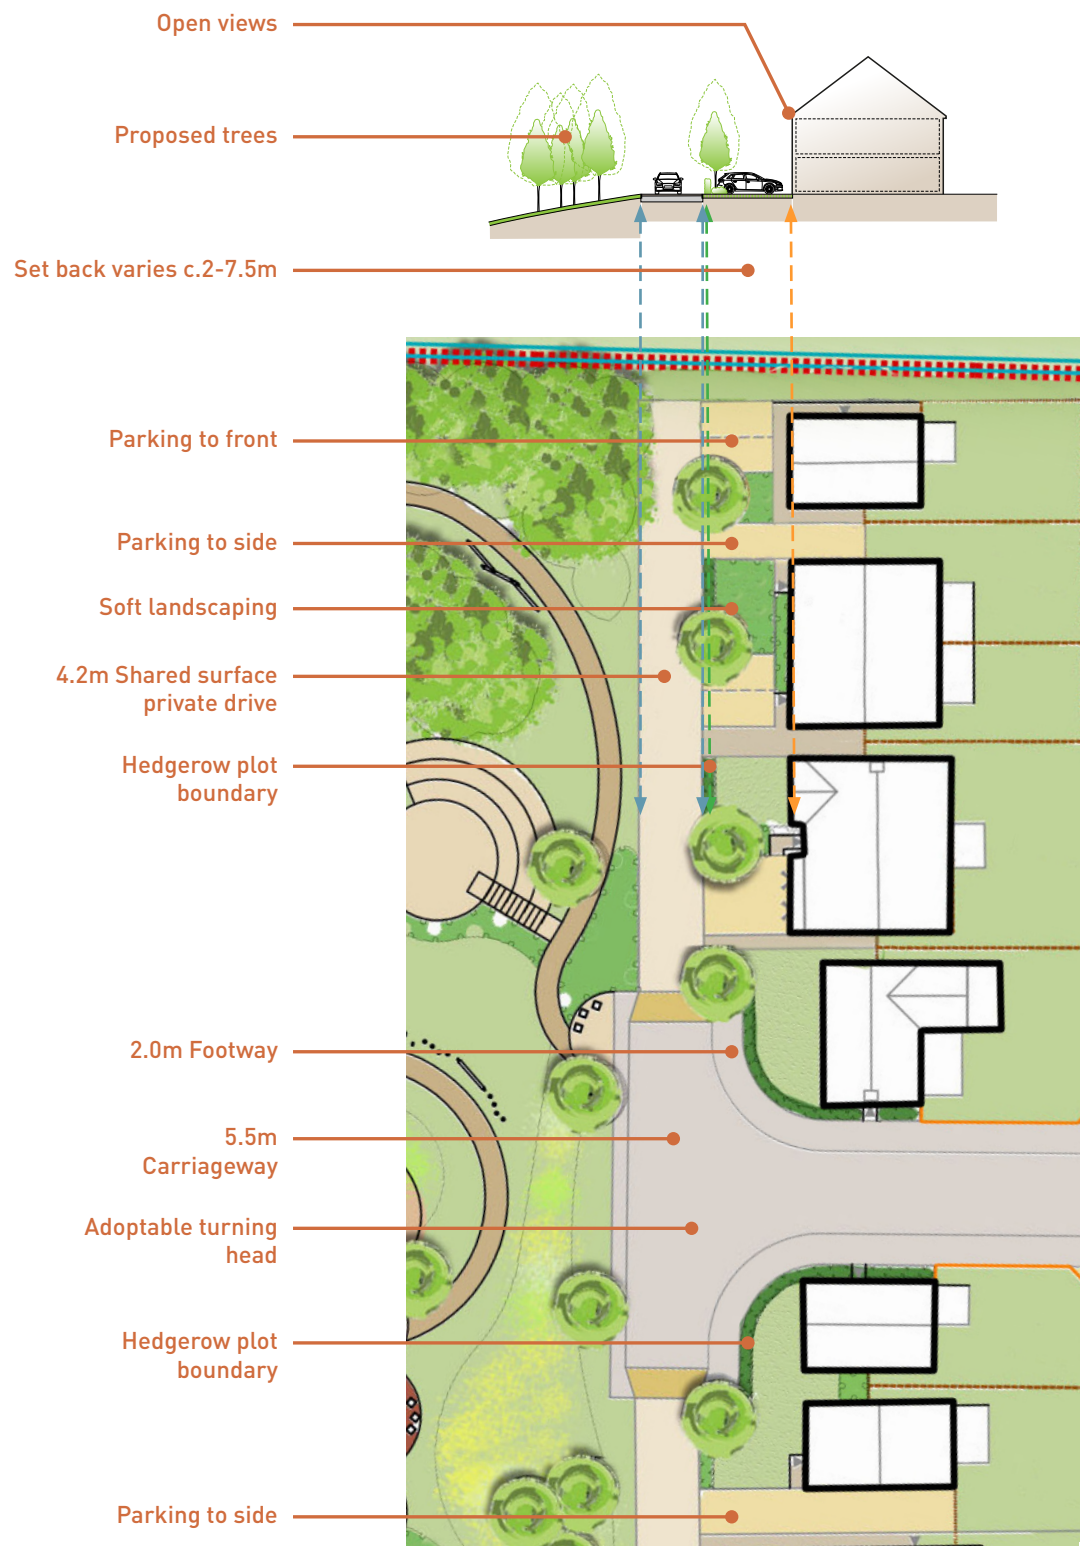 Open views
Proposed trees
Set back varies c.2-7.5m
Parking to front
Parking to side
Soft landscaping
4.2m Shared surface
private drive
Hedgerow plot
boundary
2.0m Footway
5.5m
Carriageway
Adoptable turning
head
Hedgerow plot
boundary
Parking to side